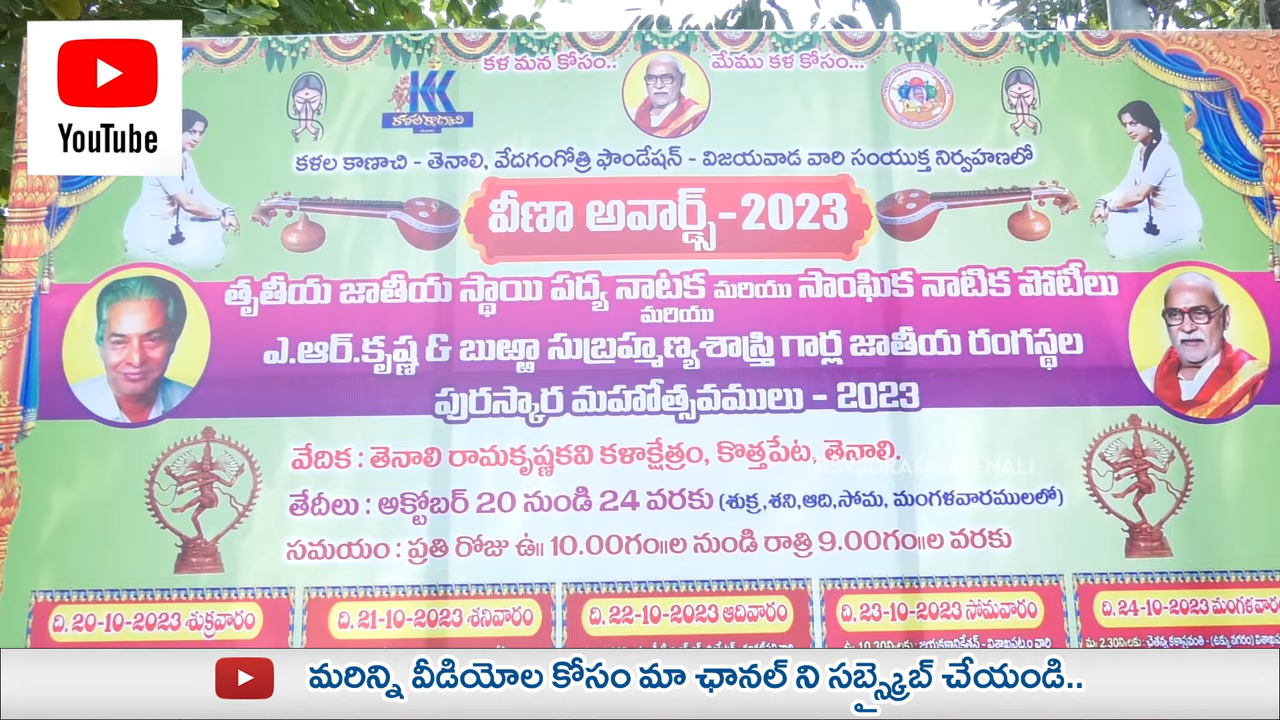 YouTube
కళ మన కోసం.. మేము కళ కోసం...
KK
కళల కాణాచి
కళల కాణాచి - తెనాలి, వేదగంగోత్రి ఫౌండేషన్ - విజయవాడ వారి సంయుక్త నిర్వహణలో
వీణా అవార్డ్స్-2023
తృతీయ జాతీయ స్థాయి పద్య నాటక మరియు సాంఘిక నాటిక పోటీలు
మరియు
ఎ.ఆర్.కృష్ణ & బుఱ్ఱా సుబ్రహ్మణ్యశాస్త్రి గార్ల జాతీయ రంగస్థల
పురస్కార మహోత్సవములు - 2023
వేదిక : తెనాలి రామకృష్ణకవి కళాక్షేత్రం, కొత్తపేట, తెనాలి.
తేదీలు : అక్టోబర్ 20 నుండి 24 వరకు (శుక్ర,శని,ఆది,సోమ, మంగళవారములలో)
సమయం : ప్రతి రోజు ఉ॥ 10.00గం॥ల నుండి రాత్రి 9.00గం॥ల వరకు
ది. 20-10-2023 శుక్రవారం ది. 21-10-2023 శనివారం ది. 22-10-2023 ఆదివారం ది. 23-10-2023 సోమవారం ది. 24-10-2023 మంగళవారం
మరిన్ని వీడియోల కోసం మా ఛానల్ ని సబ్స్క్రైబ్ చేయండి..